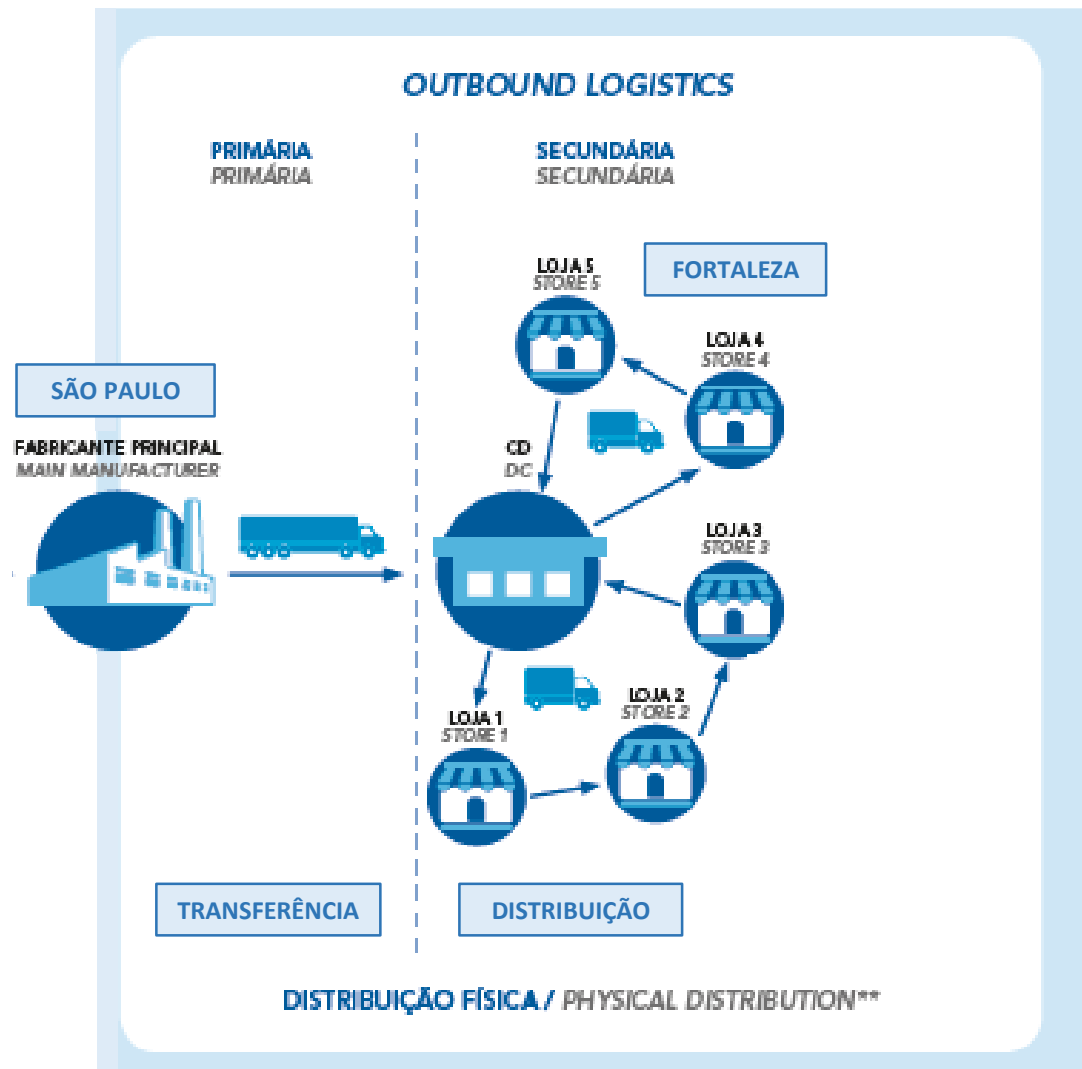 OUTBOUND LOGISTICS
PRIMÁRIA
PRIMÁRIA
SECUNDÁRIA
SECUNDÁRIA
LOJA 5
STORE 5
FORTALEZA
LOJA 4
STORE 4
SÃO PAULO
FABRICANTE PRINCIPAL
MAIN MANUFACTURER
CD
DC
LOJA 3
STORE 3
LOJA 2
STORE 2
LOJA 1
STORE 1
TRANSFERÊNCIA
DISTRIBUIÇÃO
DISTRIBUIÇÃO FÍSICA / PHYSICAL DISTRIBUTION**